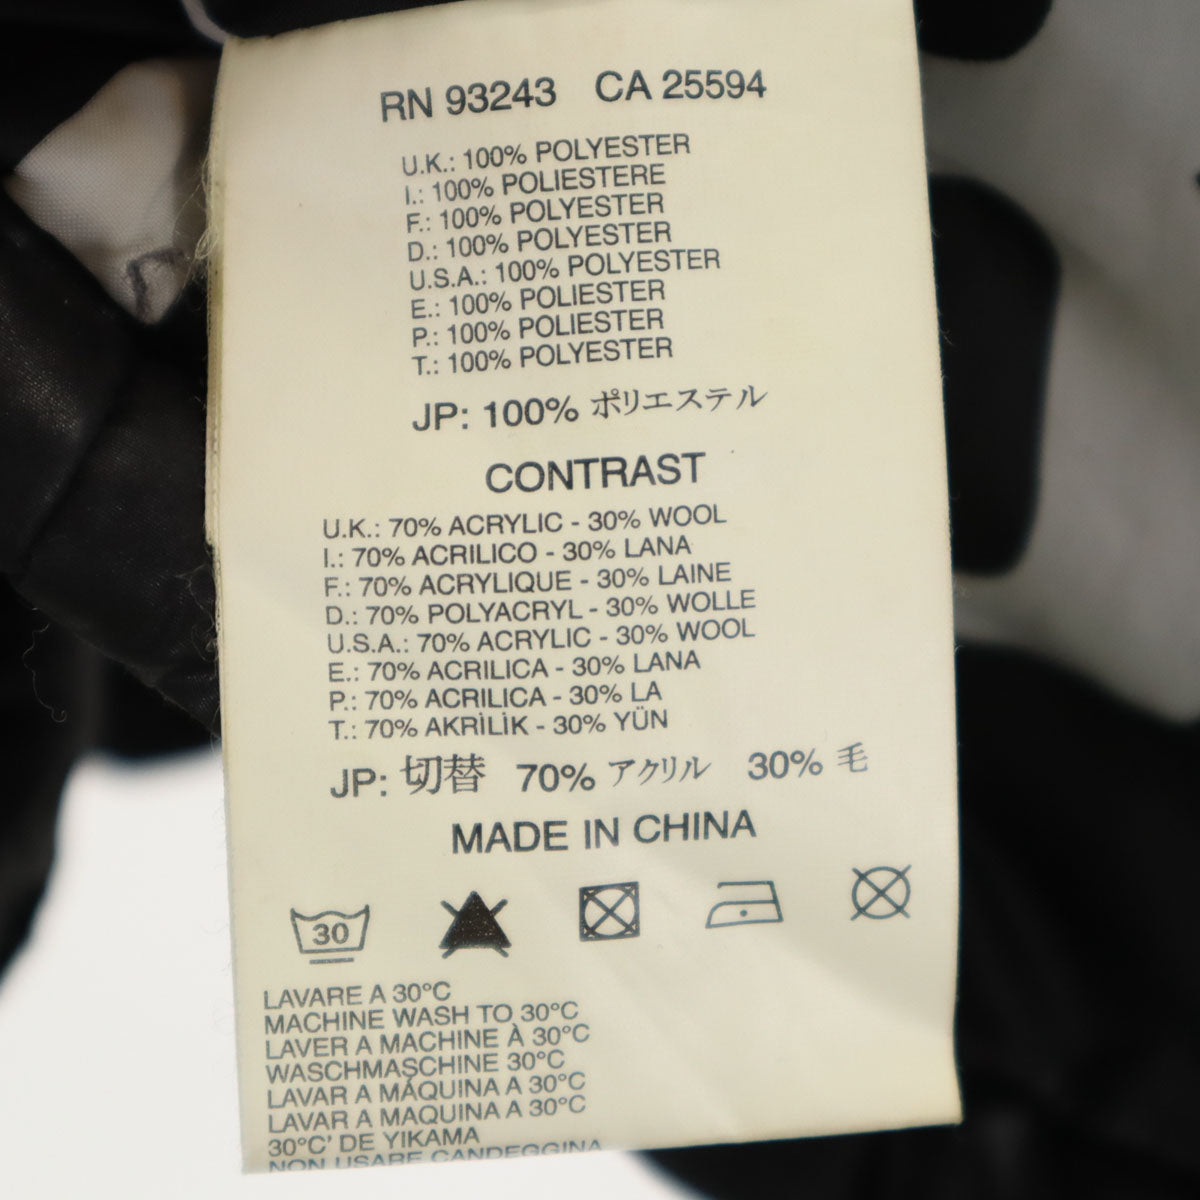 RN 93243 CA 25594
U.K.: 100% POLYESTER
I.: 100% POLIESTERE
F.: 100% POLYESTER
D.: 100% POLYESTER
U.S.A.: 100% POLYESTER
E.: 100% POLIESTER
P.: 100% POLIESTER
T.: 100% POLYESTER
JP: 100% ポリエステル
CONTRAST
U.K.: 70% ACRYLIC - 30% WOOL
I.: 70% ACRILICO - 30% LANA
F.: 70% ACRYLIQUE - 30% LAINE
D.: 70% POLYACRYL - 30% WOLLE
U.S.A.: 70% ACRYLIC - 30% WOOL
E.: 70% ACRILICA - 30% LANA
P.: 70% ACRILICA - 30% LA
T.: 70% AKRİLİK - 30% YÜN
JP: 切替 70% アクリル 30% 毛
MADE IN CHINA
30
LAVARE A 30°C
MACHINE WASH TO 30°C
LAVER A MACHINE À 30°C
WASCHMASCHINE 30°C
LAVAR A MÁQUINA A 30°C
LAVAR A MAQUINA A 30°C
30°C' DE YIKAMA
NON USARE CANDEGGINA